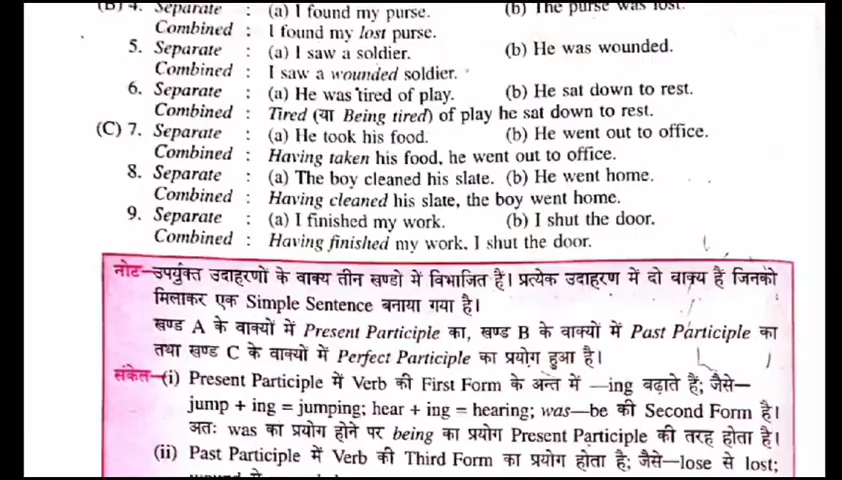 (B) 4. Separate : (a) I found my purse. (b) The purse was lost.
Combined : I found my lost purse.
5. Separate : (a) I saw a soldier. (b) He was wounded.
Combined : I saw a wounded soldier.
6. Separate : (a) He was tired of play. (b) He sat down to rest.
Combined : Tired (या Being tired) of play he sat down to rest.
(C) 7. Separate : (a) He took his food. (b) He went out to office.
Combined : Having taken his food, he went out to office.
8. Separate : (a) The boy cleaned his slate. (b) He went home.
Combined : Having cleaned his slate, the boy went home.
9. Separate : (a) I finished my work. (b) I shut the door.
Combined : Having finished my work, I shut the door.
नोट—उपर्युक्त उदाहरणों के वाक्य तीन खण्डो में विभाजित हैं। प्रत्येक उदाहरण में दो वाक्य हैं जिनको
मिलाकर एक Simple Sentence बनाया गया है।
खण्ड A के वाक्यों में Present Participle का, खण्ड B के वाक्यों में Past Participle का
तथा खण्ड C के वाक्यों में Perfect Participle का प्रयोग हुआ है।
संकेत—(i) Present Participle में Verb की First Form के अन्त में —ing बढ़ाते हैं; जैसे—
jump + ing = jumping; hear + ing = hearing; was—be की Second Form है।
अतः was का प्रयोग होने पर being का प्रयोग Present Participle की तरह होता है।
(ii) Past Participle में Verb की Third Form का प्रयोग होता है; जैसे—lose से lost;